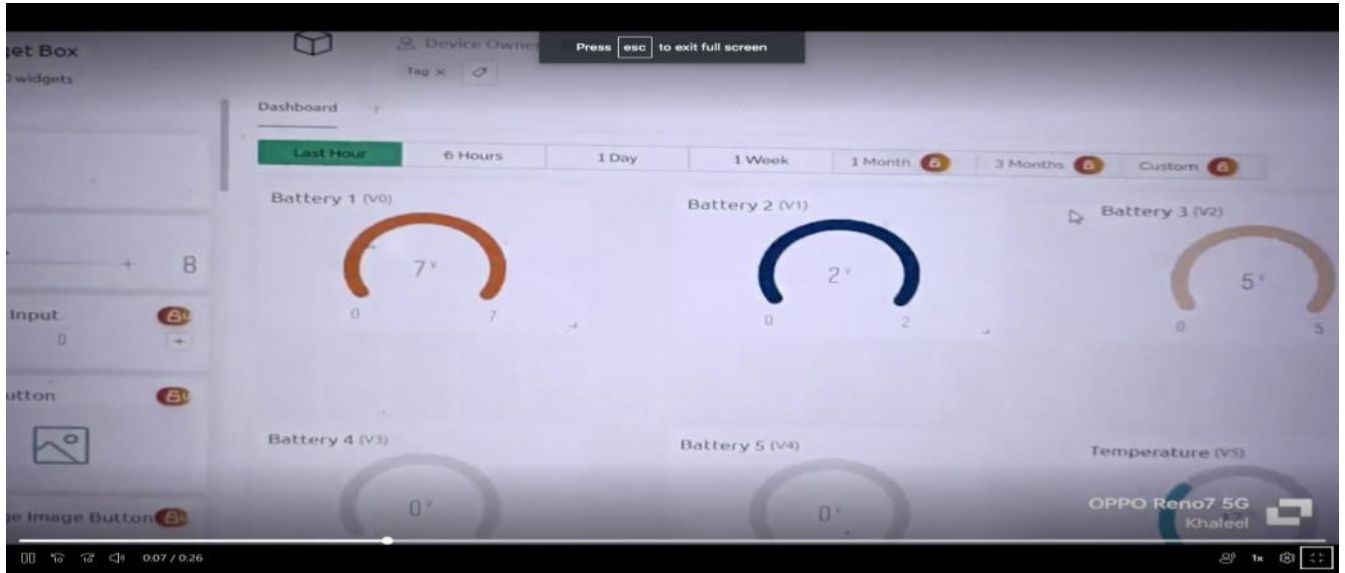 et Box
Device Owne
Press esc to exit full screen
widgets
Tag ×
Dashboard +
Last Hour 6 Hours 1 Day 1 Week 1 Month 3 Months Custom
Battery 1 (V0) Battery 2 (V1) Battery 3 (V2)
+ 8
7 V 2 V 5 V
0 7 0 2 0 5
Input
0 +
utton
Battery 4 (V3) Battery 5 (V4) Temperature (V5)
0 V 0 V
OPPO Reno7 5G
Khaleel
e Image Button
10 10 0:07 / 0:26 1x